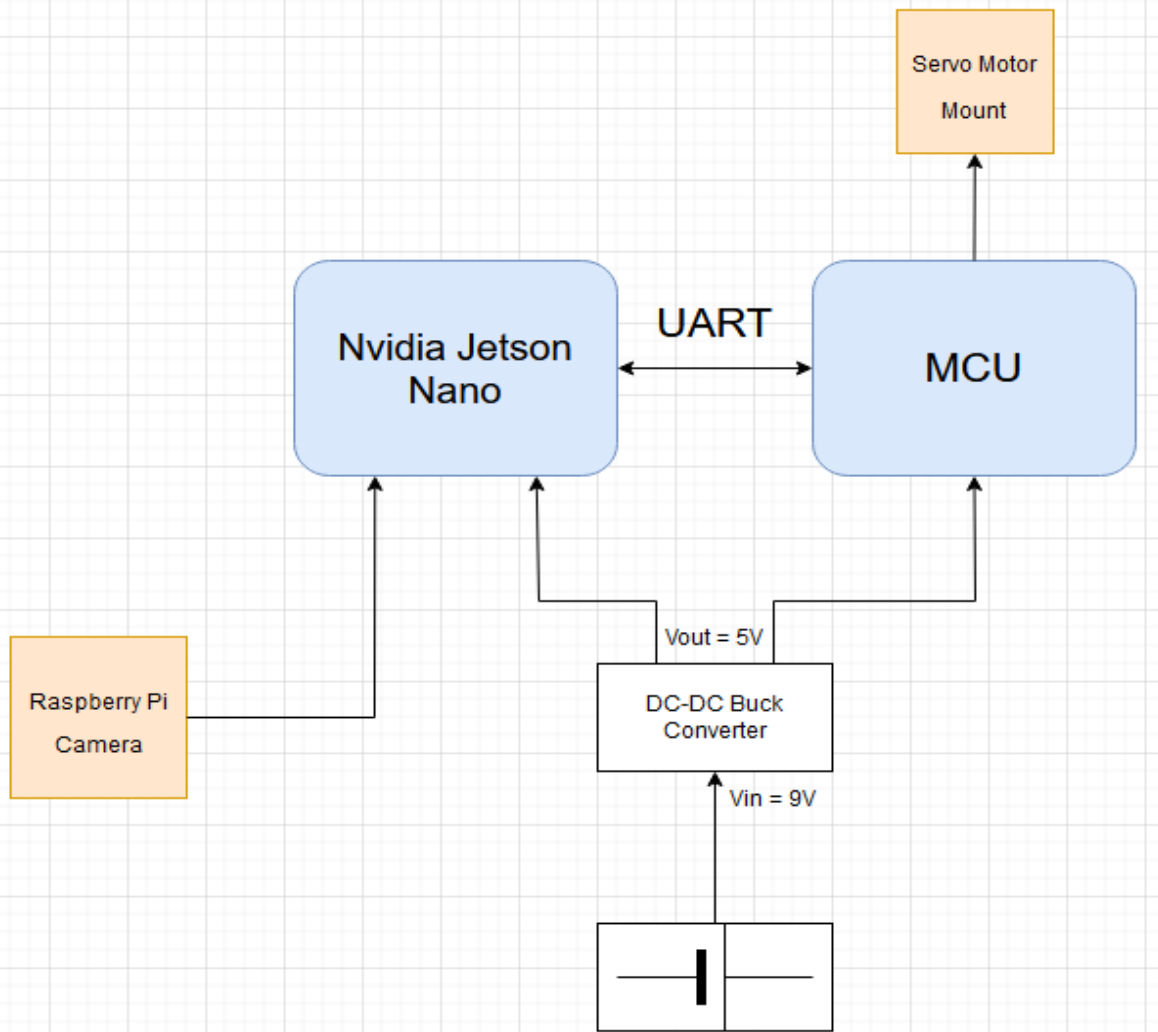 Servo Motor
Mount
Nvidia Jetson
Nano
UART
MCU
Vout = 5V
Raspberry Pi
Camera
DC-DC Buck
Converter
Vin = 9V